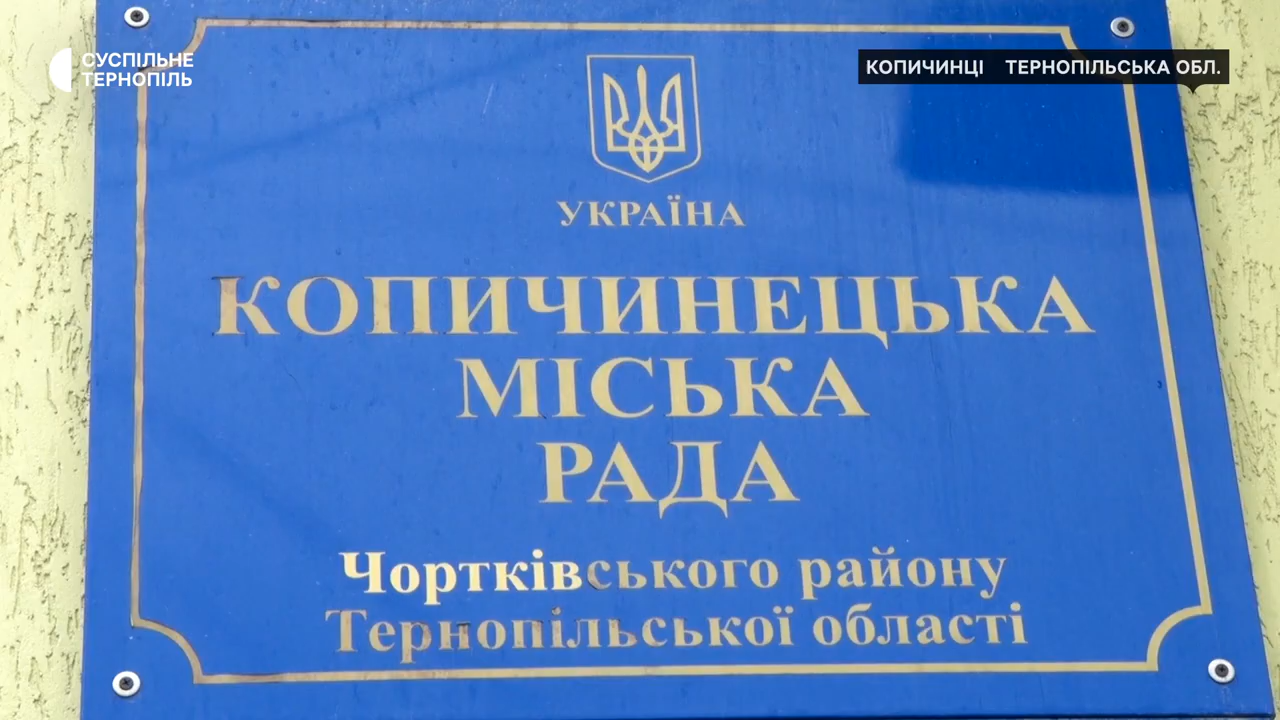 СУСПІЛЬНЕ
ТЕРНОПІЛЬ
КОПИЧИНЦІ ТЕРНОПІЛЬСЬКА ОБЛ.
УКРАЇНА
КОПИЧИНЕЦЬКА
МІСЬКА
РАДА
Чортківського району
Тернопільської області